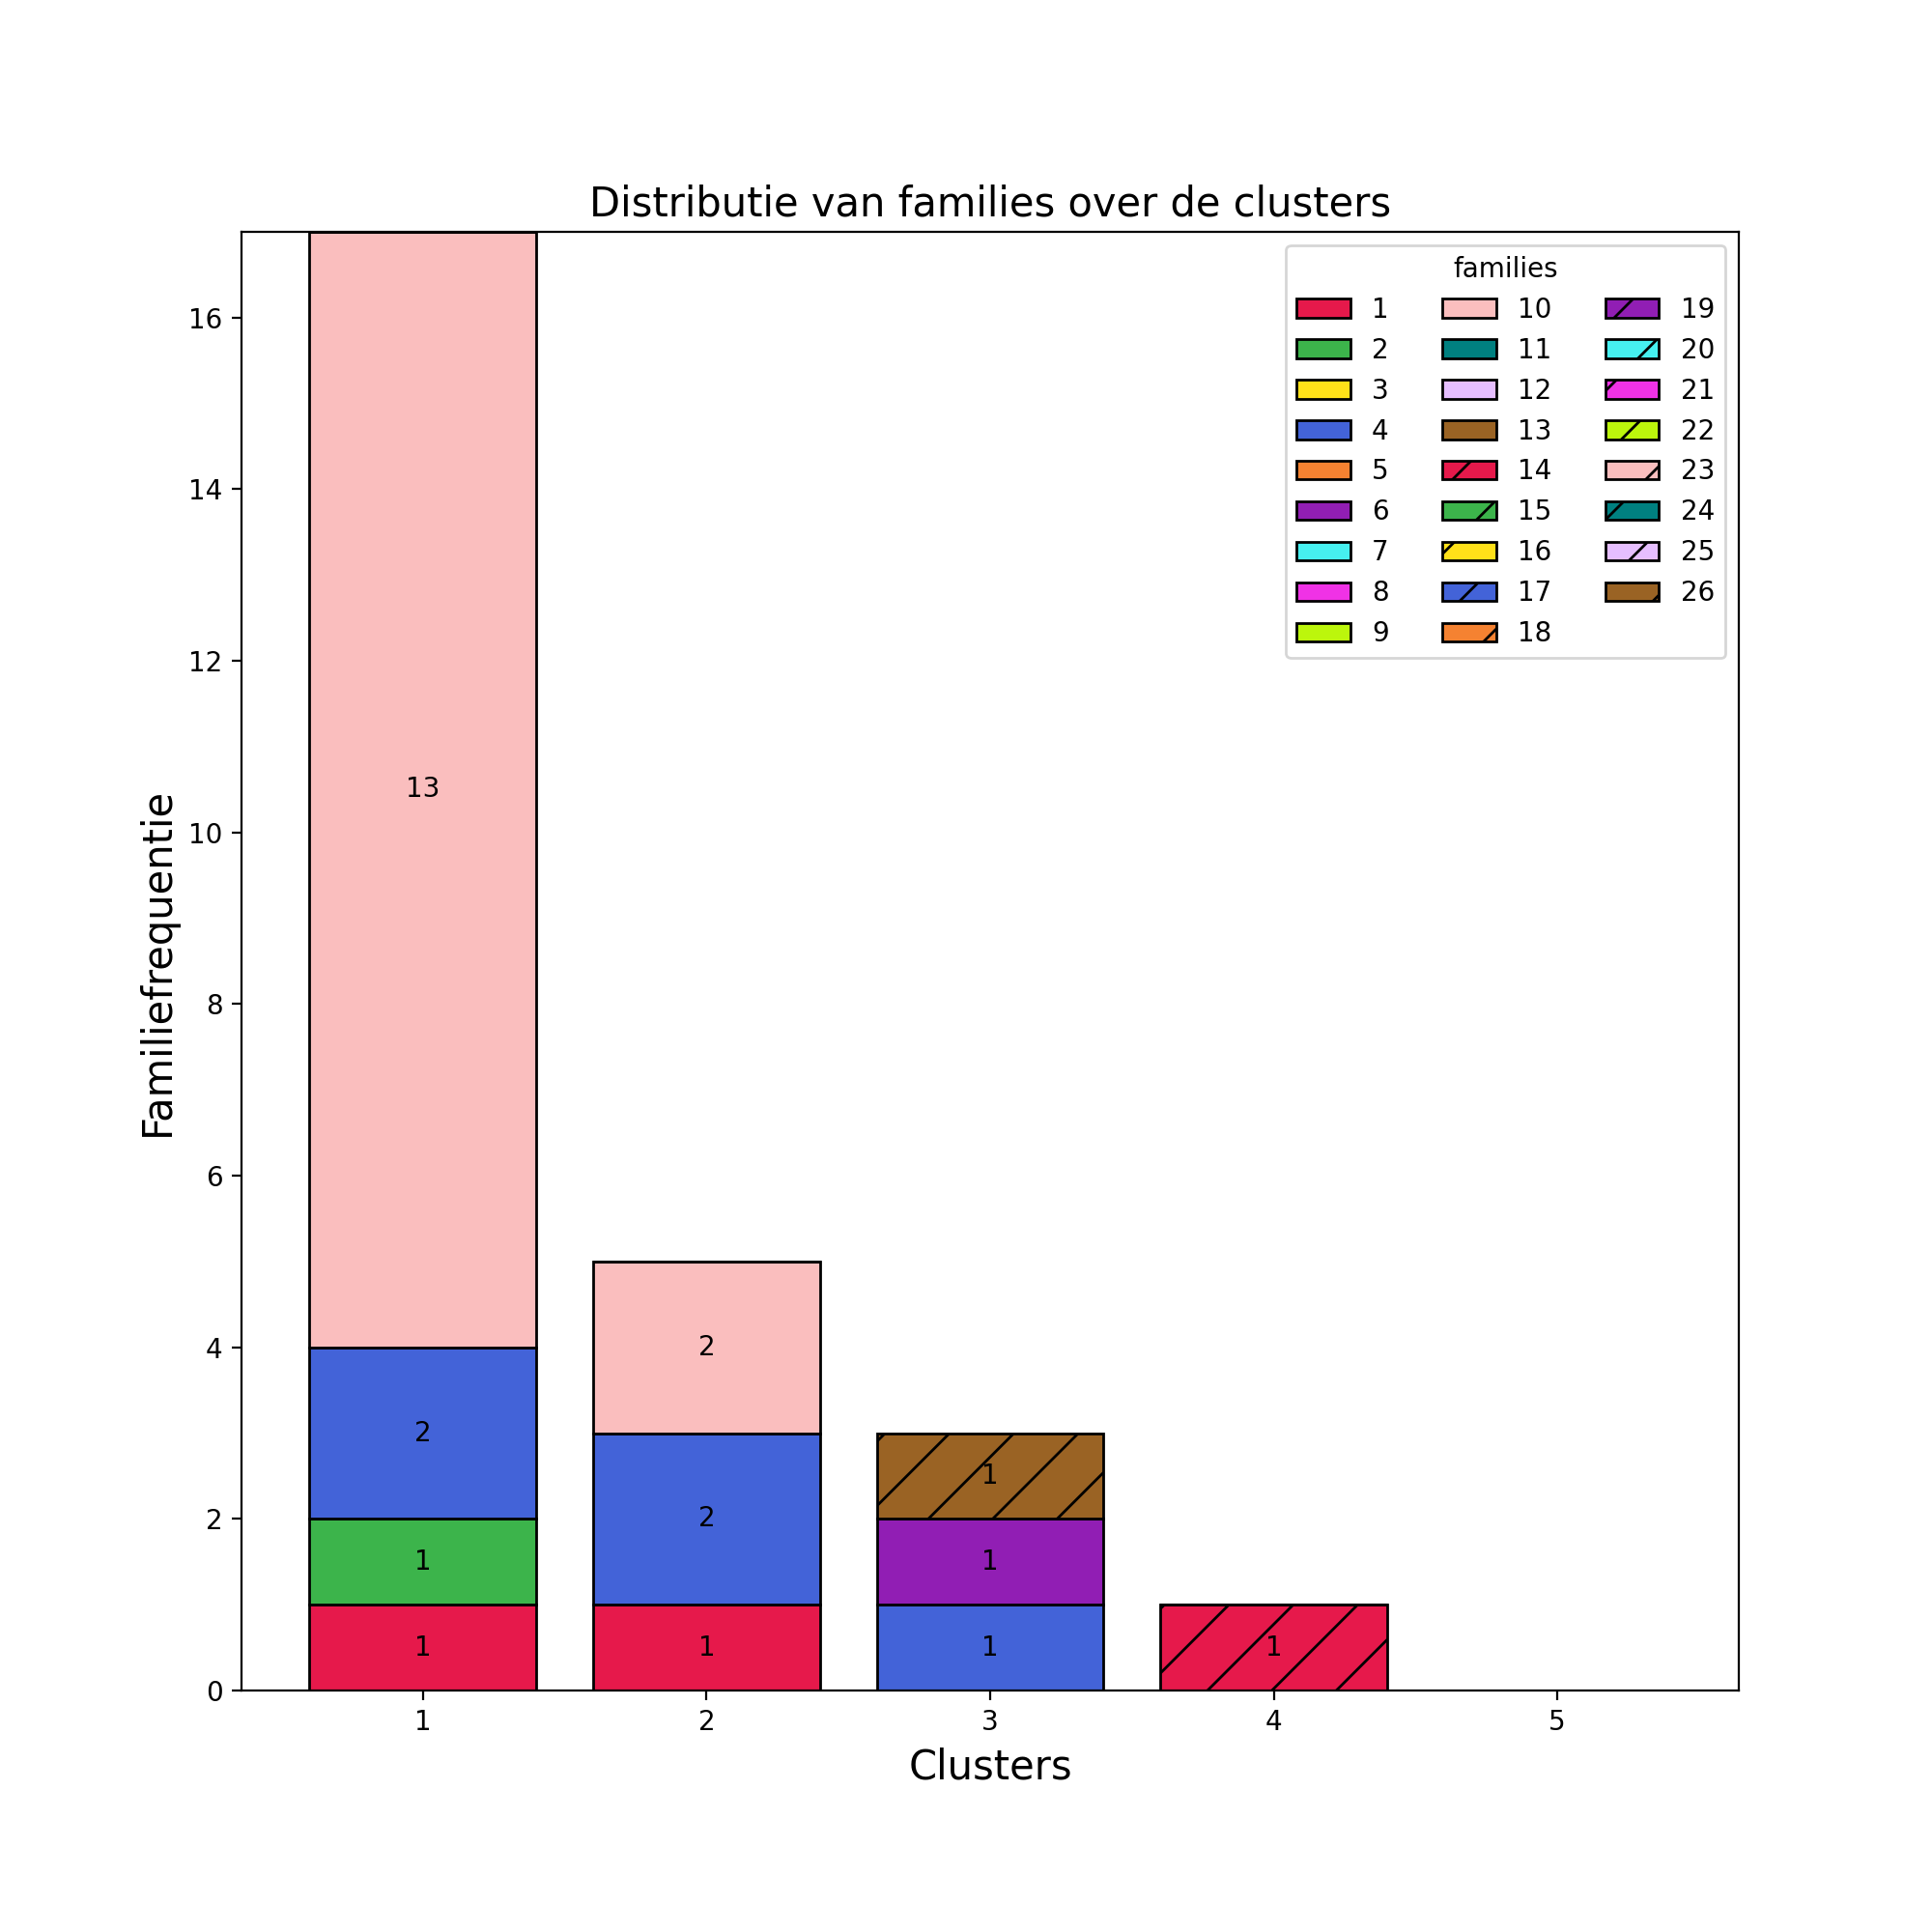 Distributie van families over de clusters
families
1 10 19
2 11 20
3 12 21
4 13 22
5 14 23
6 15 24
7 16 25
8 17 26
9 18
16
14
12
10
8
6
4
2
0
Familiefrequentie
13
2
1
1
2
2
1
1
1
1
1
1 2 3 4 5
Clusters